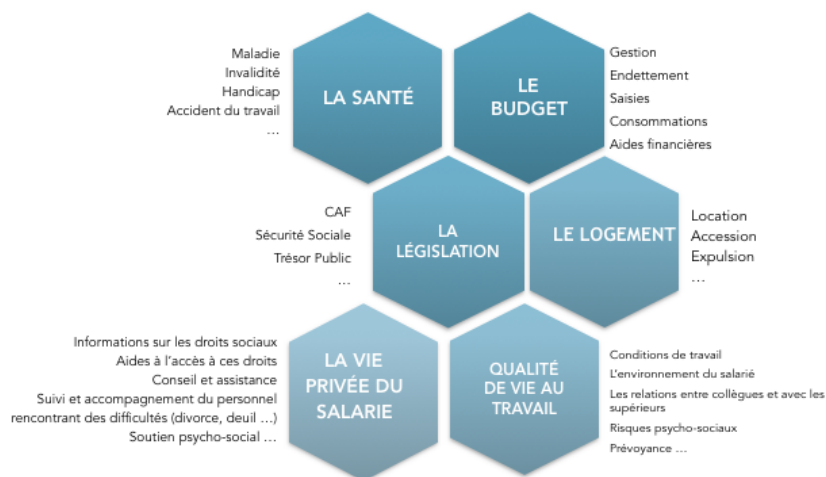 Maladie
Invalidité
Handicap
Accident du travail
...
LA SANTÉ
LE
BUDGET
Gestion
Endettement
Saisies
Consommations
Aides financières
CAF
Sécurité Sociale
Trésor Public
...
LA
LÉGISLATION
LE LOGEMENT
Location
Accession
Expulsion
...
Informations sur les droits sociaux
Aides à l'accès à ces droits
Conseil et assistance
Suivi et accompagnement du personnel
rencontrant des difficultés (divorce, deuil ...)
Soutien psycho-social ...
LA VIE
PRIVÉE DU
SALARIE
QUALITÉ
DE VIE AU
TRAVAIL
Conditions de travail
L'environnement du salarié
Les relations entre collègues et avec les
supérieurs
Risques psycho-sociaux
Prévoyance ...